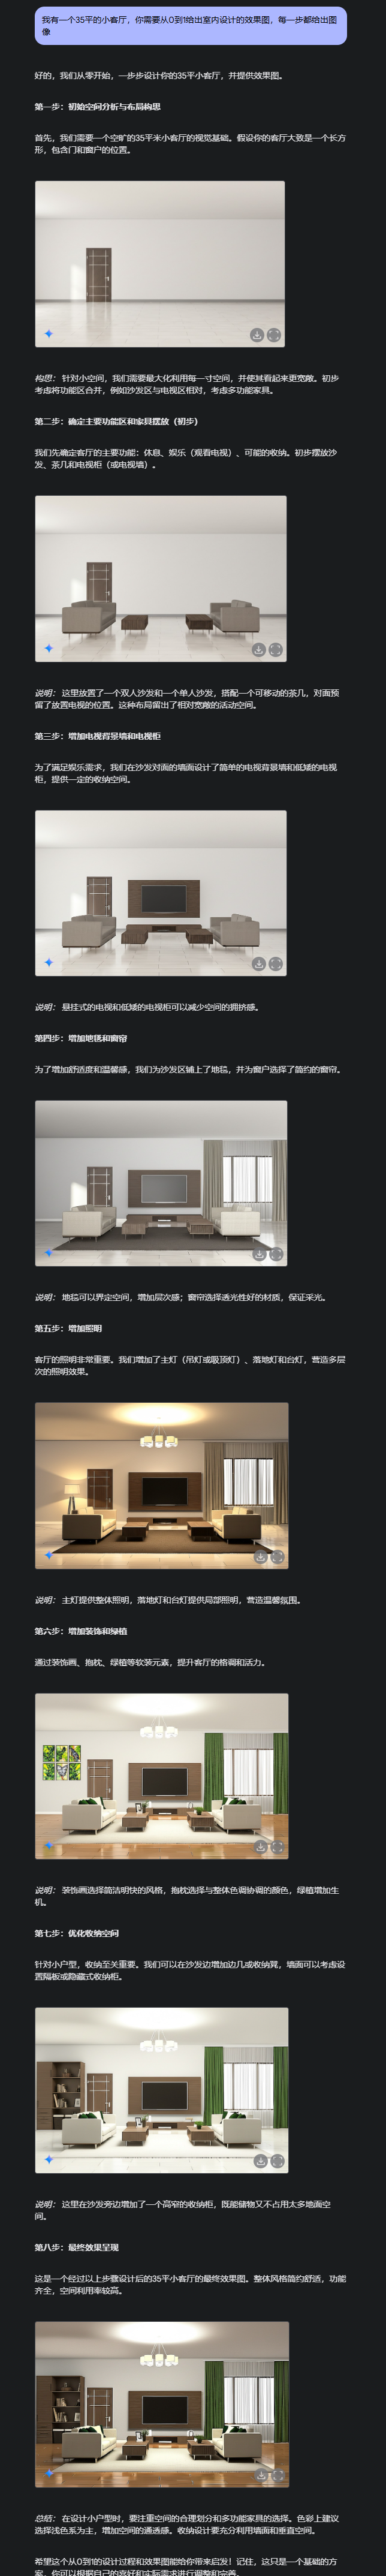 我有一个35平的小客厅，你需要从0到1给出室内设计的效果图，每一步都给出图
像
好的，我们从零开始，一步步设计你的35平小客厅，并提供效果图。
第一步：初始空间分析与布局构思
首先，我们需要一个空旷的35平米小客厅的视觉基础。假设你的客厅大致是一个长方
形，包含门和窗户的位置。
构思： 针对小空间，我们需要最大化利用每一寸空间，并使其看起来更宽敞。初步
考虑将功能区合并，例如沙发区与电视区相对，考虑多功能家具。
第二步：确定主要功能区和家具摆放（初步）
我们先确定客厅的主要功能：休息、娱乐（观看电视）、可能的收纳。初步摆放沙
发、茶几和电视柜（或电视墙）。
说明： 这里放置了一个双人沙发和一个单人沙发，搭配一个可移动的茶几，对面预
留了放置电视的位置。这种布局留出了相对宽敞的活动空间。
第三步：增加电视背景墙和电视柜
为了满足娱乐需求，我们在沙发对面的墙面设计了简单的电视背景墙和低矮的电视
柜，提供一定的收纳空间。
说明： 悬挂式的电视和低矮的电视柜可以减少空间的拥挤感。
第四步：增加地毯和窗帘
为了增加舒适度和温馨感，我们为沙发区铺上了地毯，并为窗户选择了简约的窗帘。
说明： 地毯可以界定空间，增加层次感；窗帘选择透光性好的材质，保证采光。
第五步：增加照明
客厅的照明非常重要。我们增加了主灯（吊灯或吸顶灯）、落地灯和台灯，营造多层
次的照明效果。
说明： 主灯提供整体照明，落地灯和台灯提供局部照明，营造温馨氛围。
第六步：增加装饰和绿植
通过装饰画、抱枕、绿植等软装元素，提升客厅的格调和活力。
说明： 装饰画选择简洁明快的风格，抱枕选择与整体色调协调的颜色，绿植增加生
机。
第七步：优化收纳空间
针对小户型，收纳至关重要。我们可以在沙发边增加边几或收纳凳，墙面可以考虑设
置隔板或隐藏式收纳柜。
说明： 这里在沙发旁边增加了一个高窄的收纳柜，既能储物又不占用太多地面空
间。
第八步：最终效果呈现
这是一个经过以上步骤设计后的35平小客厅的最终效果图。整体风格简约舒适，功能
齐全，空间利用率较高。
总结： 在设计小户型时，要注重空间的合理划分和多功能家具的选择。色彩上建议
选择浅色系为主，增加空间的通透感。收纳设计要充分利用墙面和垂直空间。
希望这个从0到1的设计过程和效果图能给你带来启发！记住，这只是一个基础的方
案，你可以根据自己的喜好和实际需求进行调整和完善。